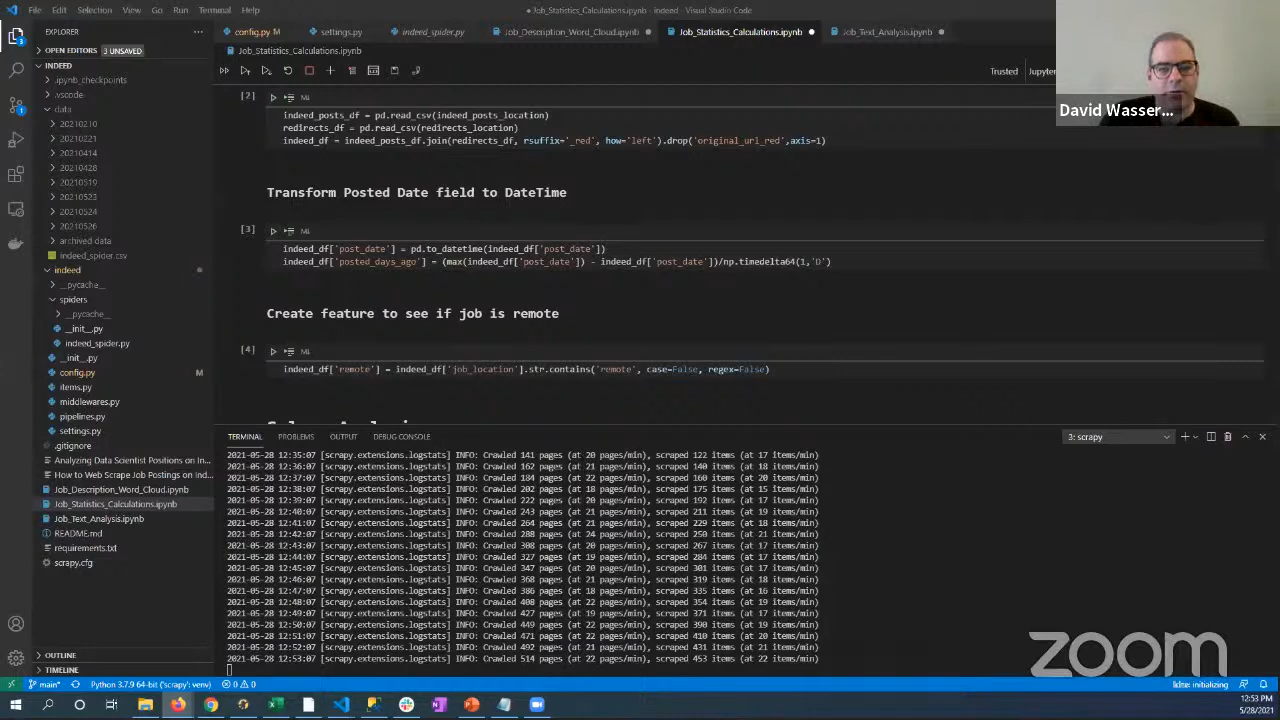 File Edit Selection View Go Run Terminal Help
● Job_Statistics_Calculations.ipynb - indeed - Visual Studio Code
EXPLORER
config.py M
settings.py
indeed_spider.py
Job_Description_Word_Cloud.ipynb
Job_Statistics_Calculations.ipynb
Job_Text_Analysis.ipynb
OPEN EDITORS 3 UNSAVED
Job_Statistics_Calculations.ipynb
INDEED
Trusted
Jupyter
.ipynb_checkpoints
.vscode
data
20210210
20210221
20210414
20210428
20210519
20210523
20210524
20210526
archived data
indeed_spider.csv
indeed
__pycache__
spiders
__pycache__
__init__.py
indeed_spider.py
__init__.py
config.py M
items.py
middlewares.py
pipelines.py
settings.py
.gitignore
Analyzing Data Scientist Positions on In...
How to Web Scrape Job Postings on Ind...
Job_Description_Word_Cloud.ipynb
Job_Statistics_Calculations.ipynb
Job_Text_Analysis.ipynb
README.md
requirements.txt
scrapy.cfg
OUTLINE
TIMELINE
[2]
M↓
indeed_posts_df = pd.read_csv(indeed_posts_location)
redirects_df = pd.read_csv(redirects_location)
indeed_df = indeed_posts_df.join(redirects_df, rsuffix='_red', how='left').drop('original_url_red',axis=1)
Transform Posted Date field to DateTime
[3]
M↓
indeed_df['post_date'] = pd.to_datetime(indeed_df['post_date'])
indeed_df['posted_days_ago'] = (max(indeed_df['post_date']) - indeed_df['post_date'])/np.timedelta64(1,'D')
Create feature to see if job is remote
[4]
M↓
indeed_df['remote'] = indeed_df['job_location'].str.contains('remote', case=False, regex=False)
TERMINAL PROBLEMS OUTPUT DEBUG CONSOLE
3: scrapy
2021-05-28 12:35:07 [scrapy.extensions.logstats] INFO: Crawled 141 pages (at 20 pages/min), scraped 122 items (at 17 items/min)
2021-05-28 12:36:07 [scrapy.extensions.logstats] INFO: Crawled 162 pages (at 21 pages/min), scraped 140 items (at 18 items/min)
2021-05-28 12:37:07 [scrapy.extensions.logstats] INFO: Crawled 184 pages (at 22 pages/min), scraped 160 items (at 20 items/min)
2021-05-28 12:38:07 [scrapy.extensions.logstats] INFO: Crawled 202 pages (at 18 pages/min), scraped 175 items (at 15 items/min)
2021-05-28 12:39:07 [scrapy.extensions.logstats] INFO: Crawled 222 pages (at 20 pages/min), scraped 192 items (at 17 items/min)
2021-05-28 12:40:07 [scrapy.extensions.logstats] INFO: Crawled 243 pages (at 21 pages/min), scraped 211 items (at 19 items/min)
2021-05-28 12:41:07 [scrapy.extensions.logstats] INFO: Crawled 264 pages (at 21 pages/min), scraped 229 items (at 18 items/min)
2021-05-28 12:42:07 [scrapy.extensions.logstats] INFO: Crawled 288 pages (at 24 pages/min), scraped 250 items (at 21 items/min)
2021-05-28 12:43:07 [scrapy.extensions.logstats] INFO: Crawled 308 pages (at 20 pages/min), scraped 267 items (at 17 items/min)
2021-05-28 12:44:07 [scrapy.extensions.logstats] INFO: Crawled 327 pages (at 19 pages/min), scraped 284 items (at 17 items/min)
2021-05-28 12:45:07 [scrapy.extensions.logstats] INFO: Crawled 347 pages (at 20 pages/min), scraped 301 items (at 17 items/min)
2021-05-28 12:46:07 [scrapy.extensions.logstats] INFO: Crawled 368 pages (at 21 pages/min), scraped 319 items (at 18 items/min)
2021-05-28 12:47:07 [scrapy.extensions.logstats] INFO: Crawled 386 pages (at 18 pages/min), scraped 335 items (at 16 items/min)
2021-05-28 12:48:07 [scrapy.extensions.logstats] INFO: Crawled 408 pages (at 22 pages/min), scraped 354 items (at 19 items/min)
2021-05-28 12:49:07 [scrapy.extensions.logstats] INFO: Crawled 427 pages (at 19 pages/min), scraped 371 items (at 17 items/min)
2021-05-28 12:50:07 [scrapy.extensions.logstats] INFO: Crawled 449 pages (at 22 pages/min), scraped 390 items (at 19 items/min)
2021-05-28 12:51:07 [scrapy.extensions.logstats] INFO: Crawled 471 pages (at 22 pages/min), scraped 410 items (at 20 items/min)
2021-05-28 12:52:07 [scrapy.extensions.logstats] INFO: Crawled 492 pages (at 21 pages/min), scraped 431 items (at 21 items/min)
2021-05-28 12:53:07 [scrapy.extensions.logstats] INFO: Crawled 514 pages (at 22 pages/min), scraped 453 items (at 22 items/min)
David Wasser...
zoom
main* Python 3.7.9 64-bit ('scrapy': venv) 0 0
initializing
12:53 PM
5/28/2021